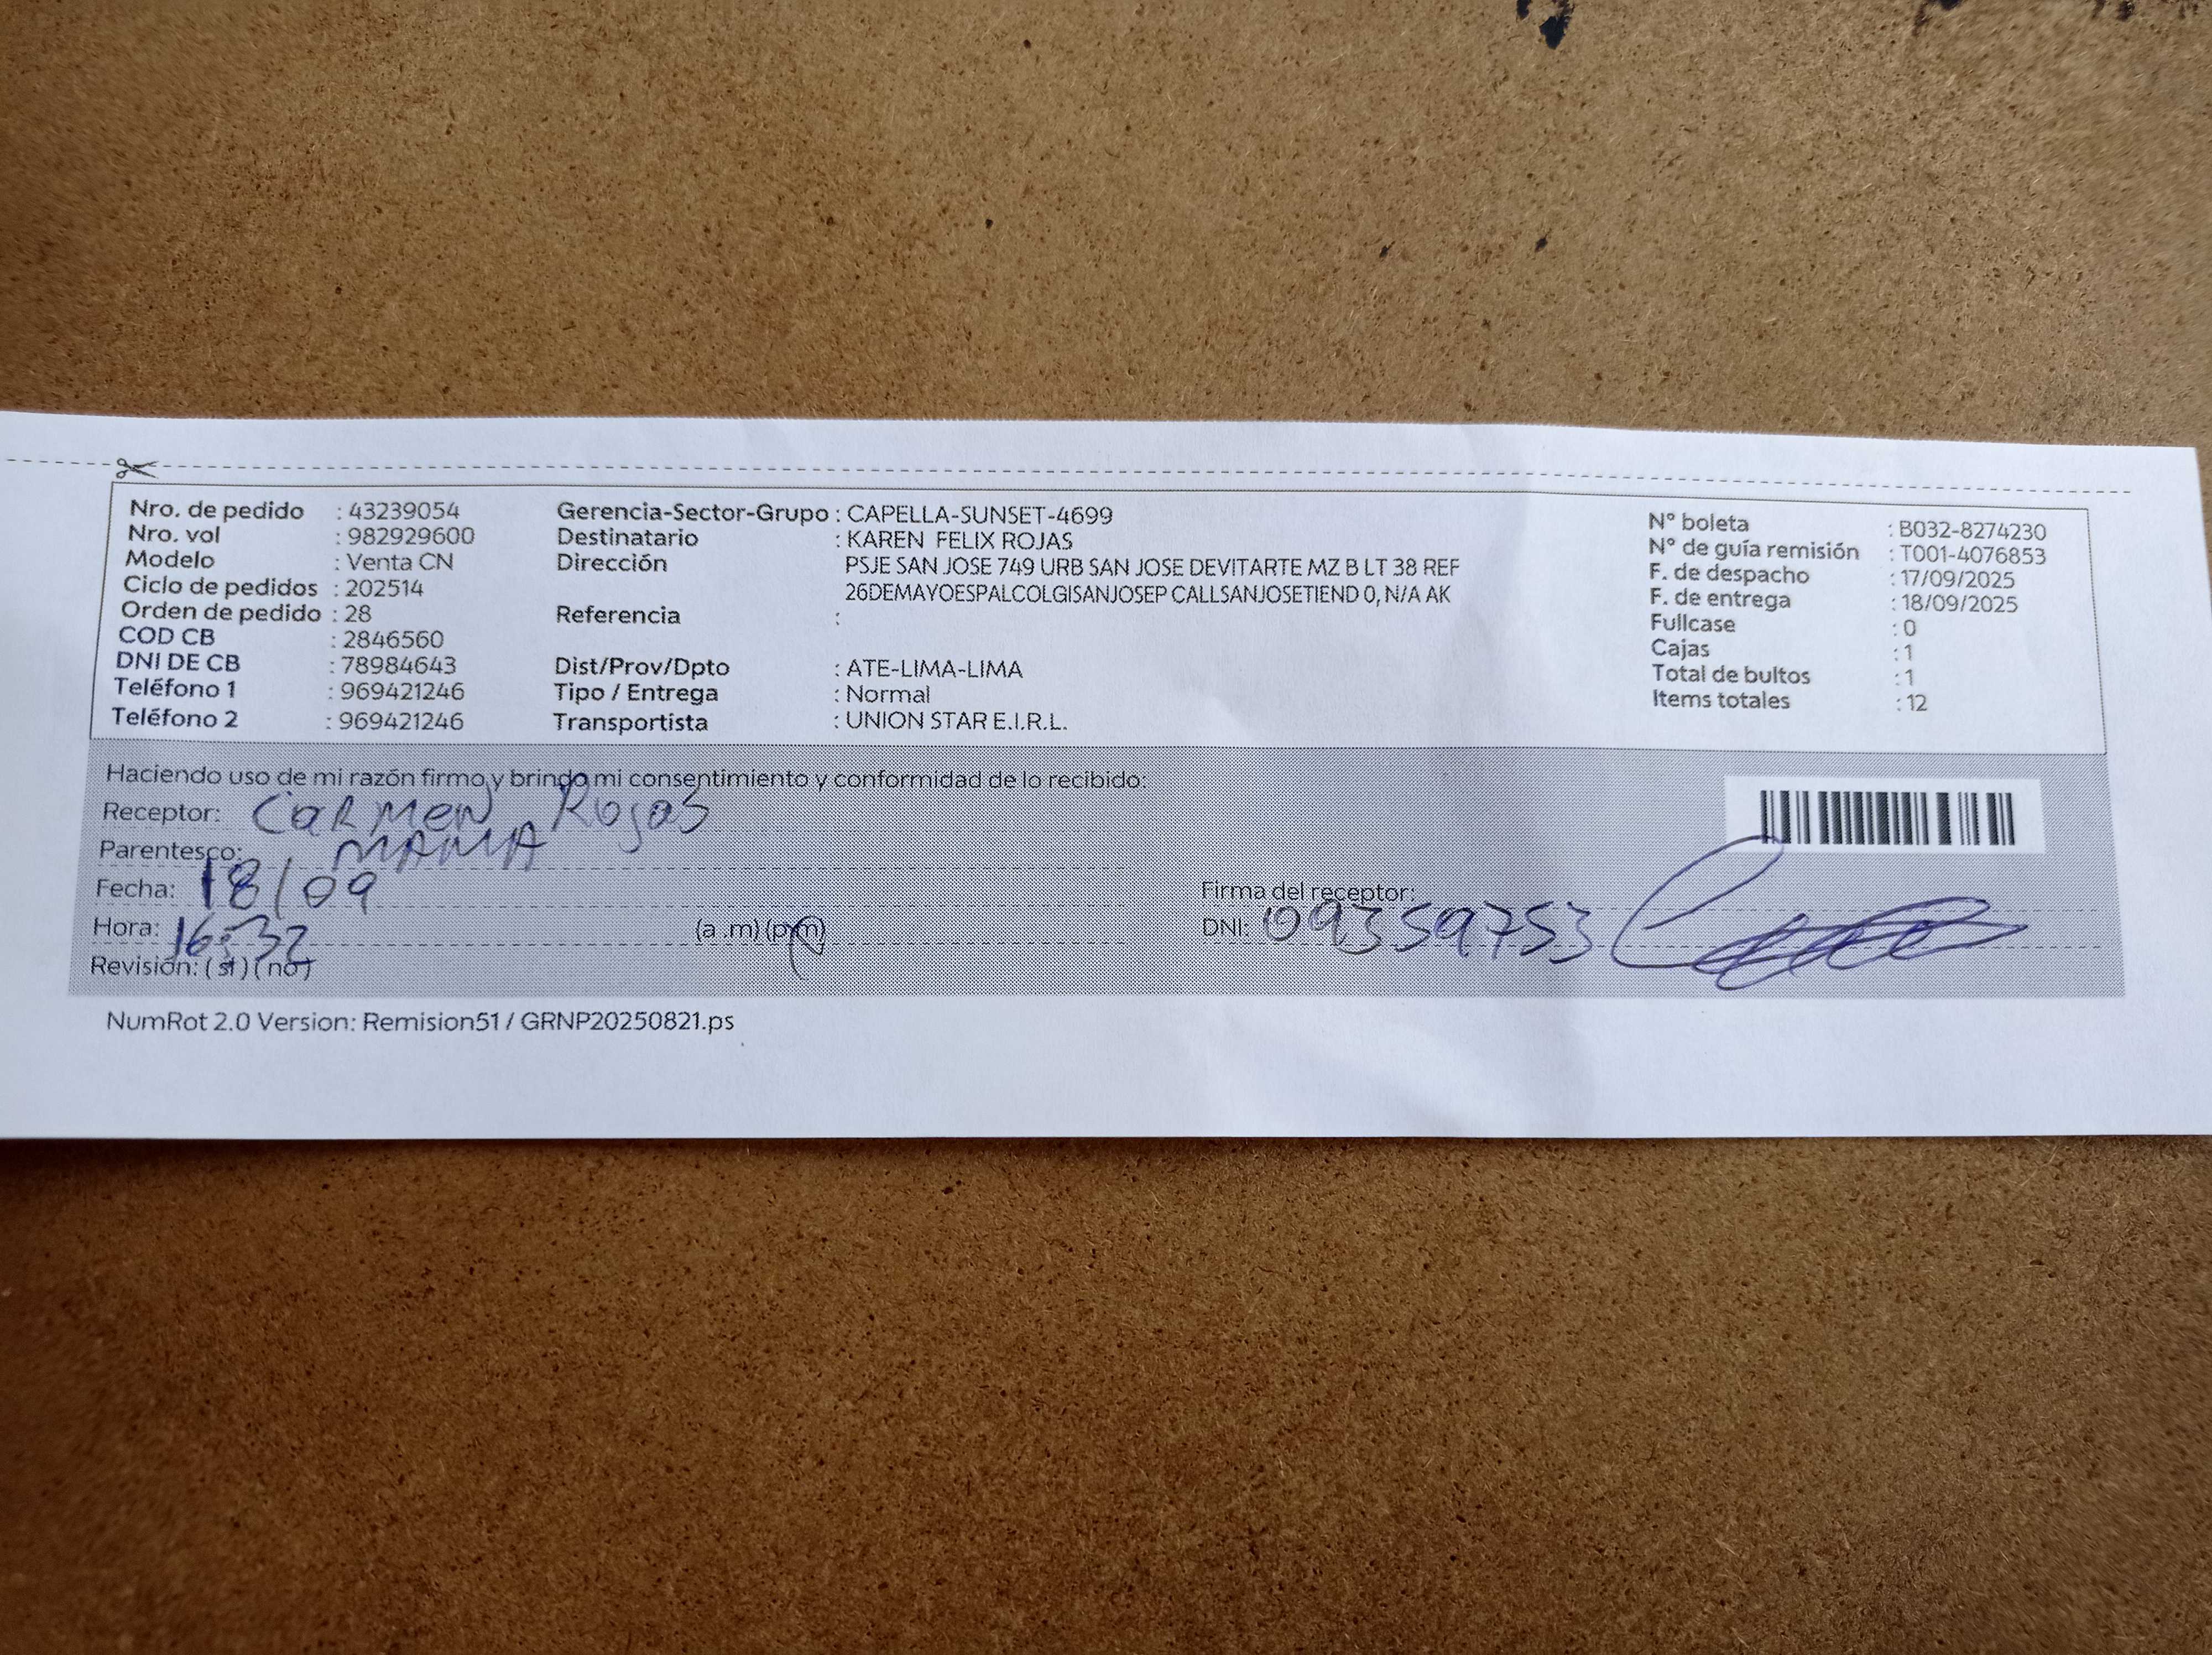 Nro. de pedido : 43239054
Nro. vol : 982929600
Modelo : Venta CN
Ciclo de pedidos : 202514
Orden de pedido : 28
COD CB : 2846560
DNI DE CB : 78984643
Teléfono 1 : 969421246
Teléfono 2 : 969421246
Gerencia-Sector-Grupo : CAPELLA-SUNSET-4699
Destinatario : KAREN FELIX ROJAS
Dirección PSJE SAN JOSE 749 URB SAN JOSE DEVITARTE MZ B LT 38 REF
26DEMAYOESPALCOLGISANJOSEP CALLSANJOSETIEND 0, N/A AK
Referencia :
Dist/Prov/Dpto : ATE-LIMA-LIMA
Tipo / Entrega : Normal
Transportista : UNION STAR E.I.R.L.
N° boleta : B032-8274230
N° de guía remisión : T001-4076853
F. de despacho : 17/09/2025
F. de entrega : 18/09/2025
Fullcase : 0
Cajas : 1
Total de bultos : 1
Items totales : 12
Haciendo uso de mi razón firmo y brindo mi consentimiento y conformidad de lo recibido:
Receptor: CARMEN Rojas
Parentesco: MAMA
Fecha: 18/09
Hora: 16:32 (a .m) (p.m)
Revisión: ( si ) ( no )
Firma del receptor:
DNI: 09359753
NumRot 2.0 Version: Remision51 / GRNP20250821.ps